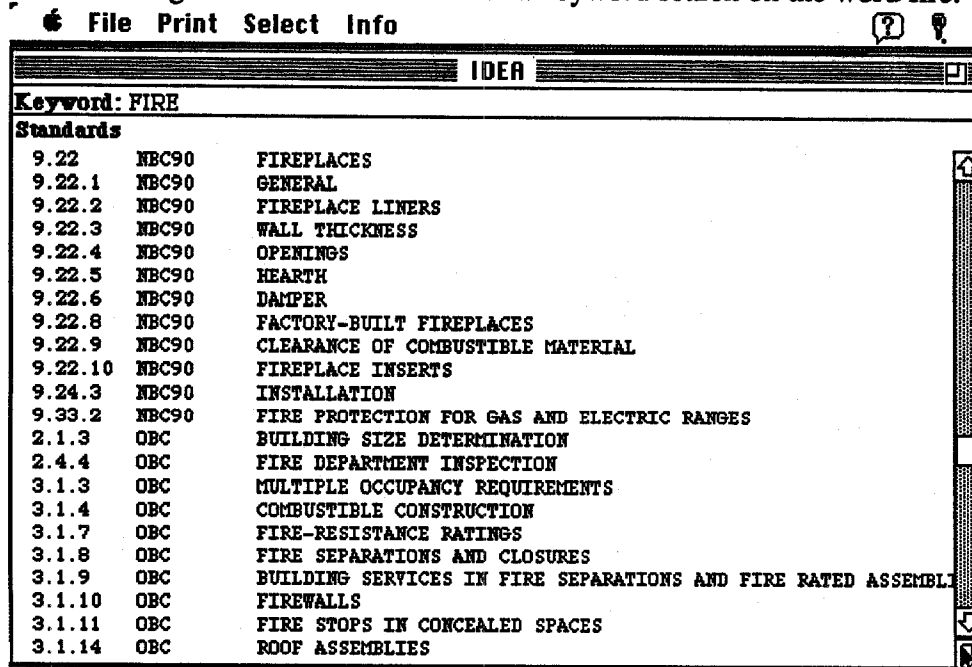 File Print Select Info
IDEA
Keyword: FIRE
Standards
9.22 NBC90 FIREPLACES
9.22.1 NBC90 GENERAL
9.22.2 NBC90 FIREPLACE LINERS
9.22.3 NBC90 WALL THICKNESS
9.22.4 NBC90 OPENINGS
9.22.5 NBC90 HEARTH
9.22.6 NBC90 DAMPER
9.22.8 NBC90 FACTORY-BUILT FIREPLACES
9.22.9 NBC90 CLEARANCE OF COMBUSTIBLE MATERIAL
9.22.10 NBC90 FIREPLACE INSERTS
9.24.3 NBC90 INSTALLATION
9.33.2 NBC90 FIRE PROTECTION FOR GAS AND ELECTRIC RANGES
2.1.3 OBC BUILDING SIZE DETERMINATION
2.4.4 OBC FIRE DEPARTMENT INSPECTION
3.1.3 OBC MULTIPLE OCCUPANCY REQUIREMENTS
3.1.4 OBC COMBUSTIBLE CONSTRUCTION
3.1.7 OBC FIRE-RESISTANCE RATINGS
3.1.8 OBC FIRE SEPARATIONS AND CLOSURES
3.1.9 OBC BUILDING SERVICES IN FIRE SEPARATIONS AND FIRE RATED ASSEMBLI
3.1.10 OBC FIREWALLS
3.1.11 OBC FIRE STOPS IN CONCEALED SPACES
3.1.14 OBC ROOF ASSEMBLIES